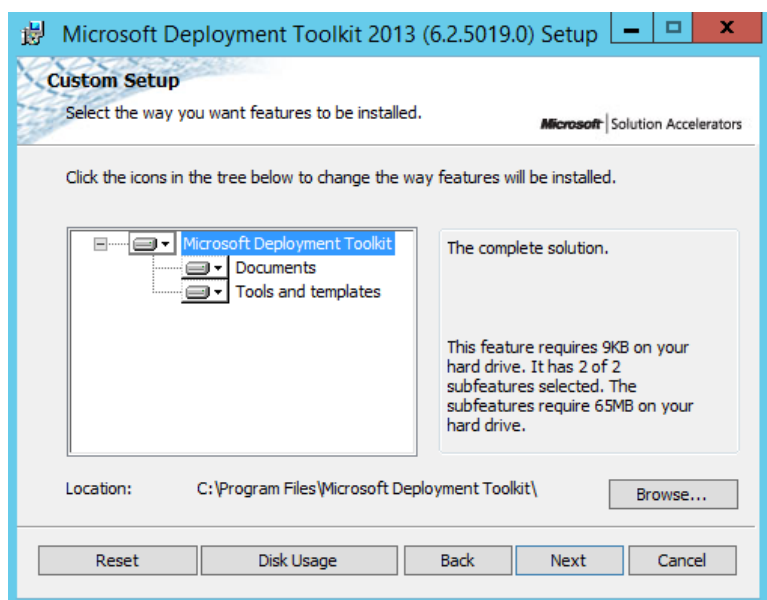 Microsoft Deployment Toolkit 2013 (6.2.5019.0) Setup
Custom Setup
Select the way you want features to be installed.
Microsoft | Solution Accelerators
Click the icons in the tree below to change the way features will be installed.
Microsoft Deployment Toolkit
Documents
Tools and templates
The complete solution.
This feature requires 9KB on your
hard drive. It has 2 of 2
subfeatures selected. The
subfeatures require 65MB on your
hard drive.
Location: C:\Program Files\Microsoft Deployment Toolkit\
Browse...
Reset Disk Usage Back Next Cancel